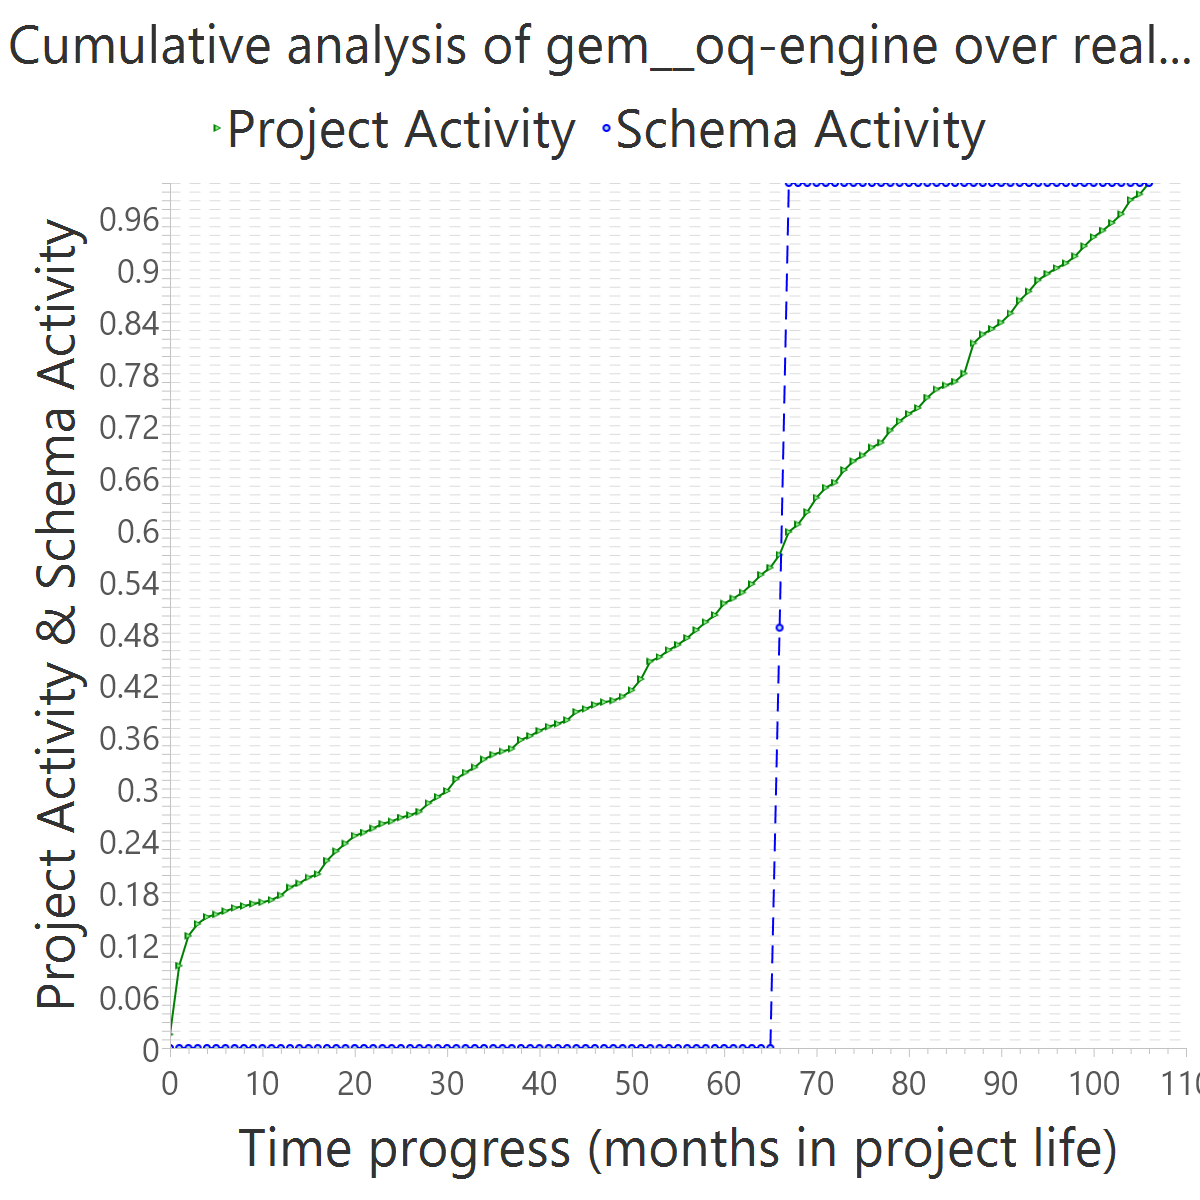 Cumulative analysis of gem__oq-engine over real...
Project Activity
Schema Activity
Project Activity & Schema Activity
0.96
0.9
0.84
0.78
0.72
0.66
0.6
0.54
0.48
0.42
0.36
0.3
0.24
0.18
0.12
0.06
0
0 10 20 30 40 50 60 70 80 90 100 110
Time progress (months in project life)